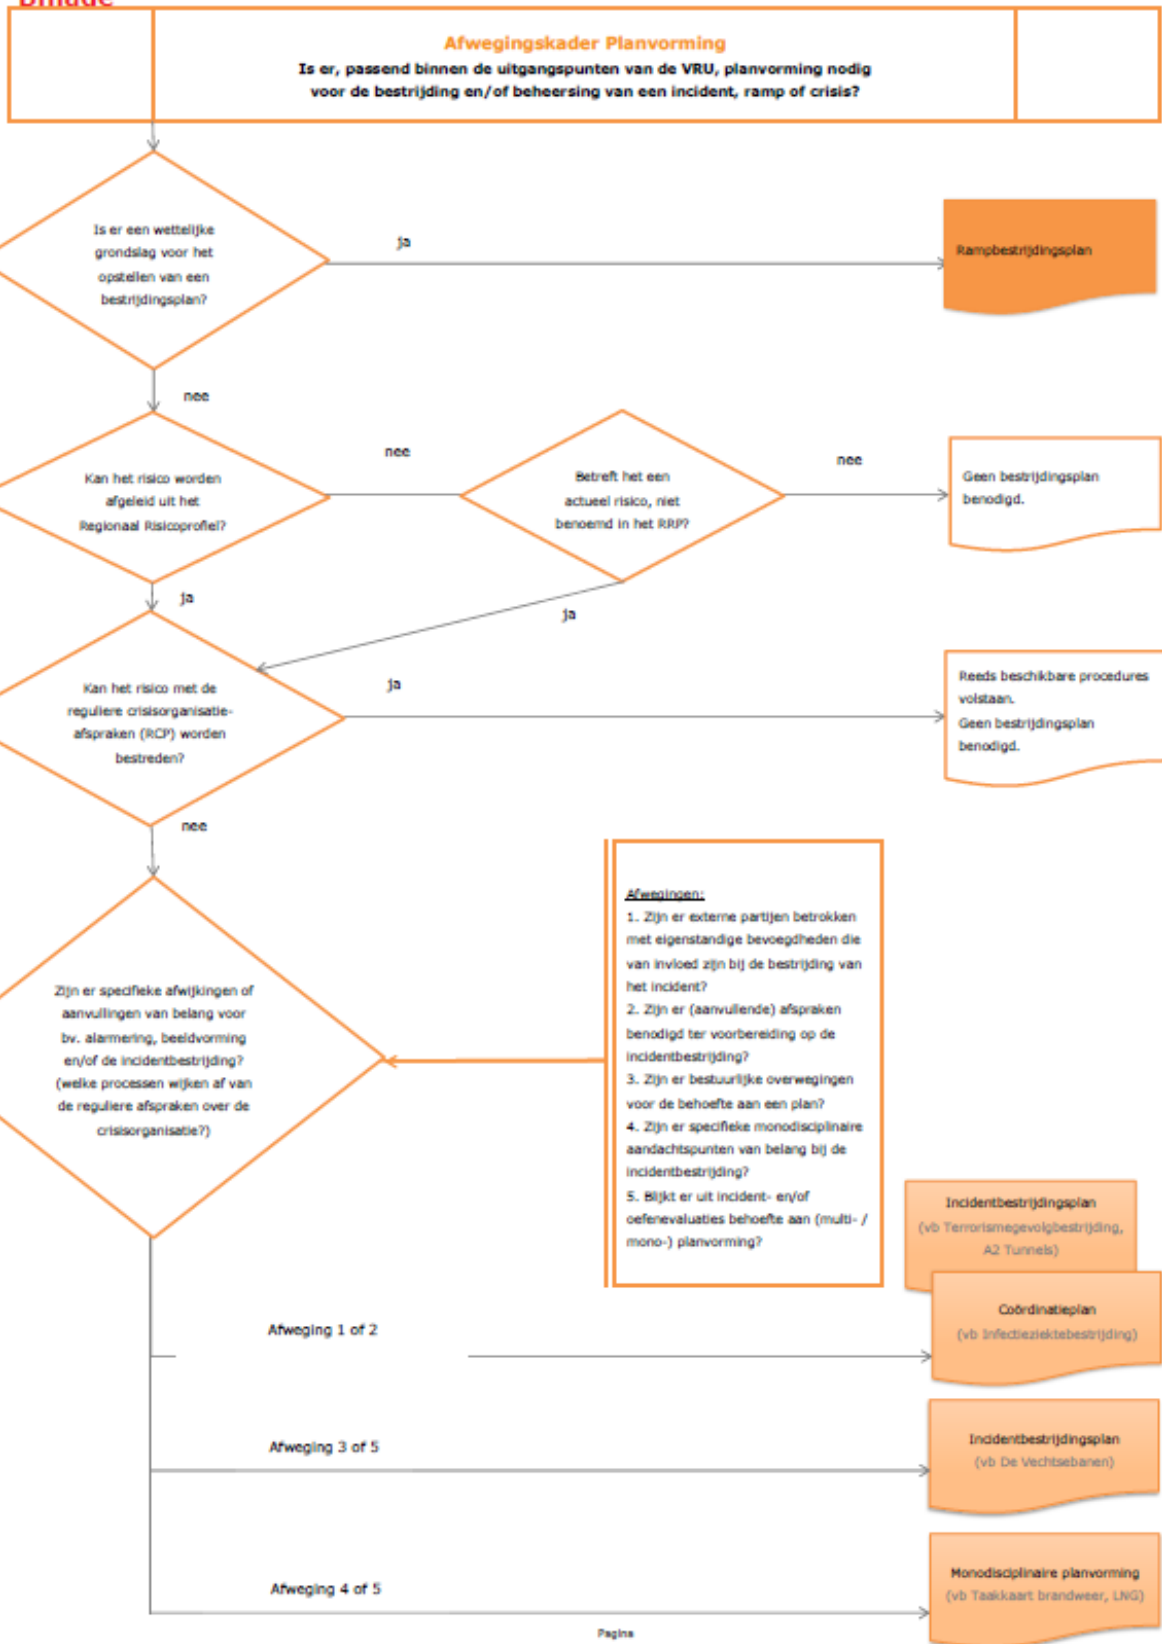 Bijlage
Afwegingskader Planvorming
Is er, passend binnen de uitgangspunten van de VRU, planvorming nodig
voor de bestrijding en/of beheersing van een incident, ramp of crisis?
Is er een wettelijke
grondslag voor het
opstellen van een
bestrijdingsplan?
ja
Rampbestrijdingsplan
nee
Kan het risico worden
afgeleid uit het
Regionaal Risicoprofiel?
nee
Betreft het een
actueel risico, niet
benoemd in het RRP?
nee
Geen bestrijdingsplan
benodigd.
ja
ja
Kan het risico met de
reguliere crisisorganisatie-
afspraken (RCP) worden
bestreden?
ja
Reeds beschikbare procedures
volstaan.
Geen bestrijdingsplan
benodigd.
nee
Zijn er specifieke afwijkingen of
aanvullingen van belang voor
bv. alarmering, beeldvorming
en/of de incidentbestrijding?
(welke processen wijken af van
de reguliere afspraken over de
crisisorganisatie?)
Afwegingen:
1. Zijn er externe partijen betrokken
met eigenstandige bevoegdheden die
van invloed zijn bij de bestrijding van
het incident?
2. Zijn er (aanvullende) afspraken
benodigd ter voorbereiding op de
incidentbestrijding?
3. Zijn er bestuurlijke overwegingen
voor de behoefte aan een plan?
4. Zijn er specifieke monodisciplinaire
aandachtspunten van belang bij de
incidentbestrijding?
5. Blijkt er uit incident- en/of
oefenevaluaties behoefte aan (multi- /
mono-) planvorming?
Incidentbestrijdingsplan
(vb Terrorismegevolgbestrijding,
A2 Tunnels)
Afweging 1 of 2
Coördinatieplan
(vb Infectieziektebestrijding)
Afweging 3 of 5
Incidentbestrijdingsplan
(vb De Vechtsebanen)
Afweging 4 of 5
Monodisciplinaire planvorming
(vb Taakkaart brandweer, LNG)
Pagina